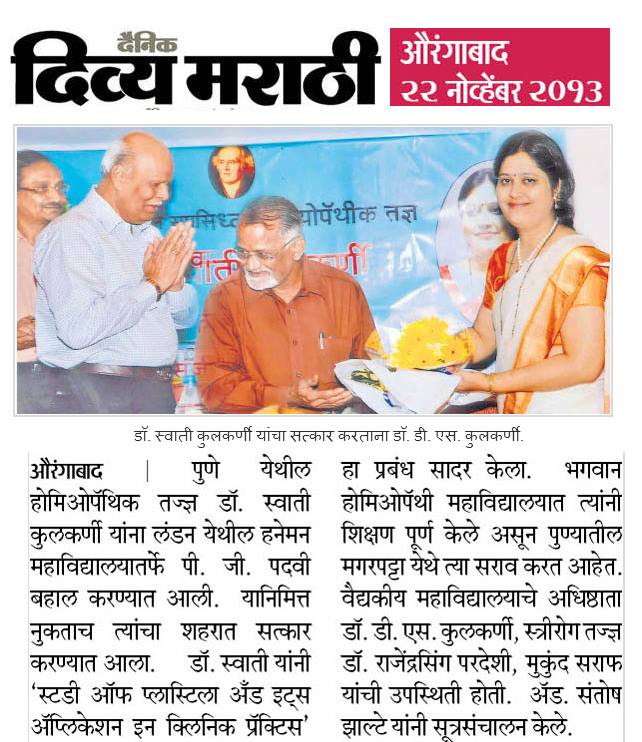 दैनिक
दिव्य मराठी
औरंगाबाद
२२ नोव्हेंबर २०१३
होमिओपॅथीक तज्ञ
डॉ. स्वाती कुलकर्णी यांचा सत्कार करताना डॉ. डी. एस. कुलकर्णी.
औरंगाबाद | पुणे येथील
होमिओपॅथिक तज्ज्ञ डॉ. स्वाती
कुलकर्णी यांना लंडन येथील हनेमन
महाविद्यालयातर्फे पी. जी. पदवी
बहाल करण्यात आली. यानिमित्त
नुकताच त्यांचा शहरात सत्कार
करण्यात आला. डॉ. स्वाती यांनी
‘स्टडी ऑफ प्लास्टिला अँड इट्स
ॲप्लिकेशन इन क्लिनिक प्रॅक्टिस’
हा प्रबंध सादर केला. भगवान
होमिओपॅथी महाविद्यालयात त्यांनी
शिक्षण पूर्ण केले असून पुण्यातील
मगरपट्टा येथे त्या सराव करत आहेत.
वैद्यकीय महाविद्यालयाचे अधिष्ठाता
डॉ. डी. एस. कुलकर्णी, स्त्रीरोग तज्ज्ञ
डॉ. राजेंद्रसिंग परदेशी, मुकुंद सराफ
यांची उपस्थिती होती. ॲड. संतोष
झाल्टे यांनी सूत्रसंचालन केले.